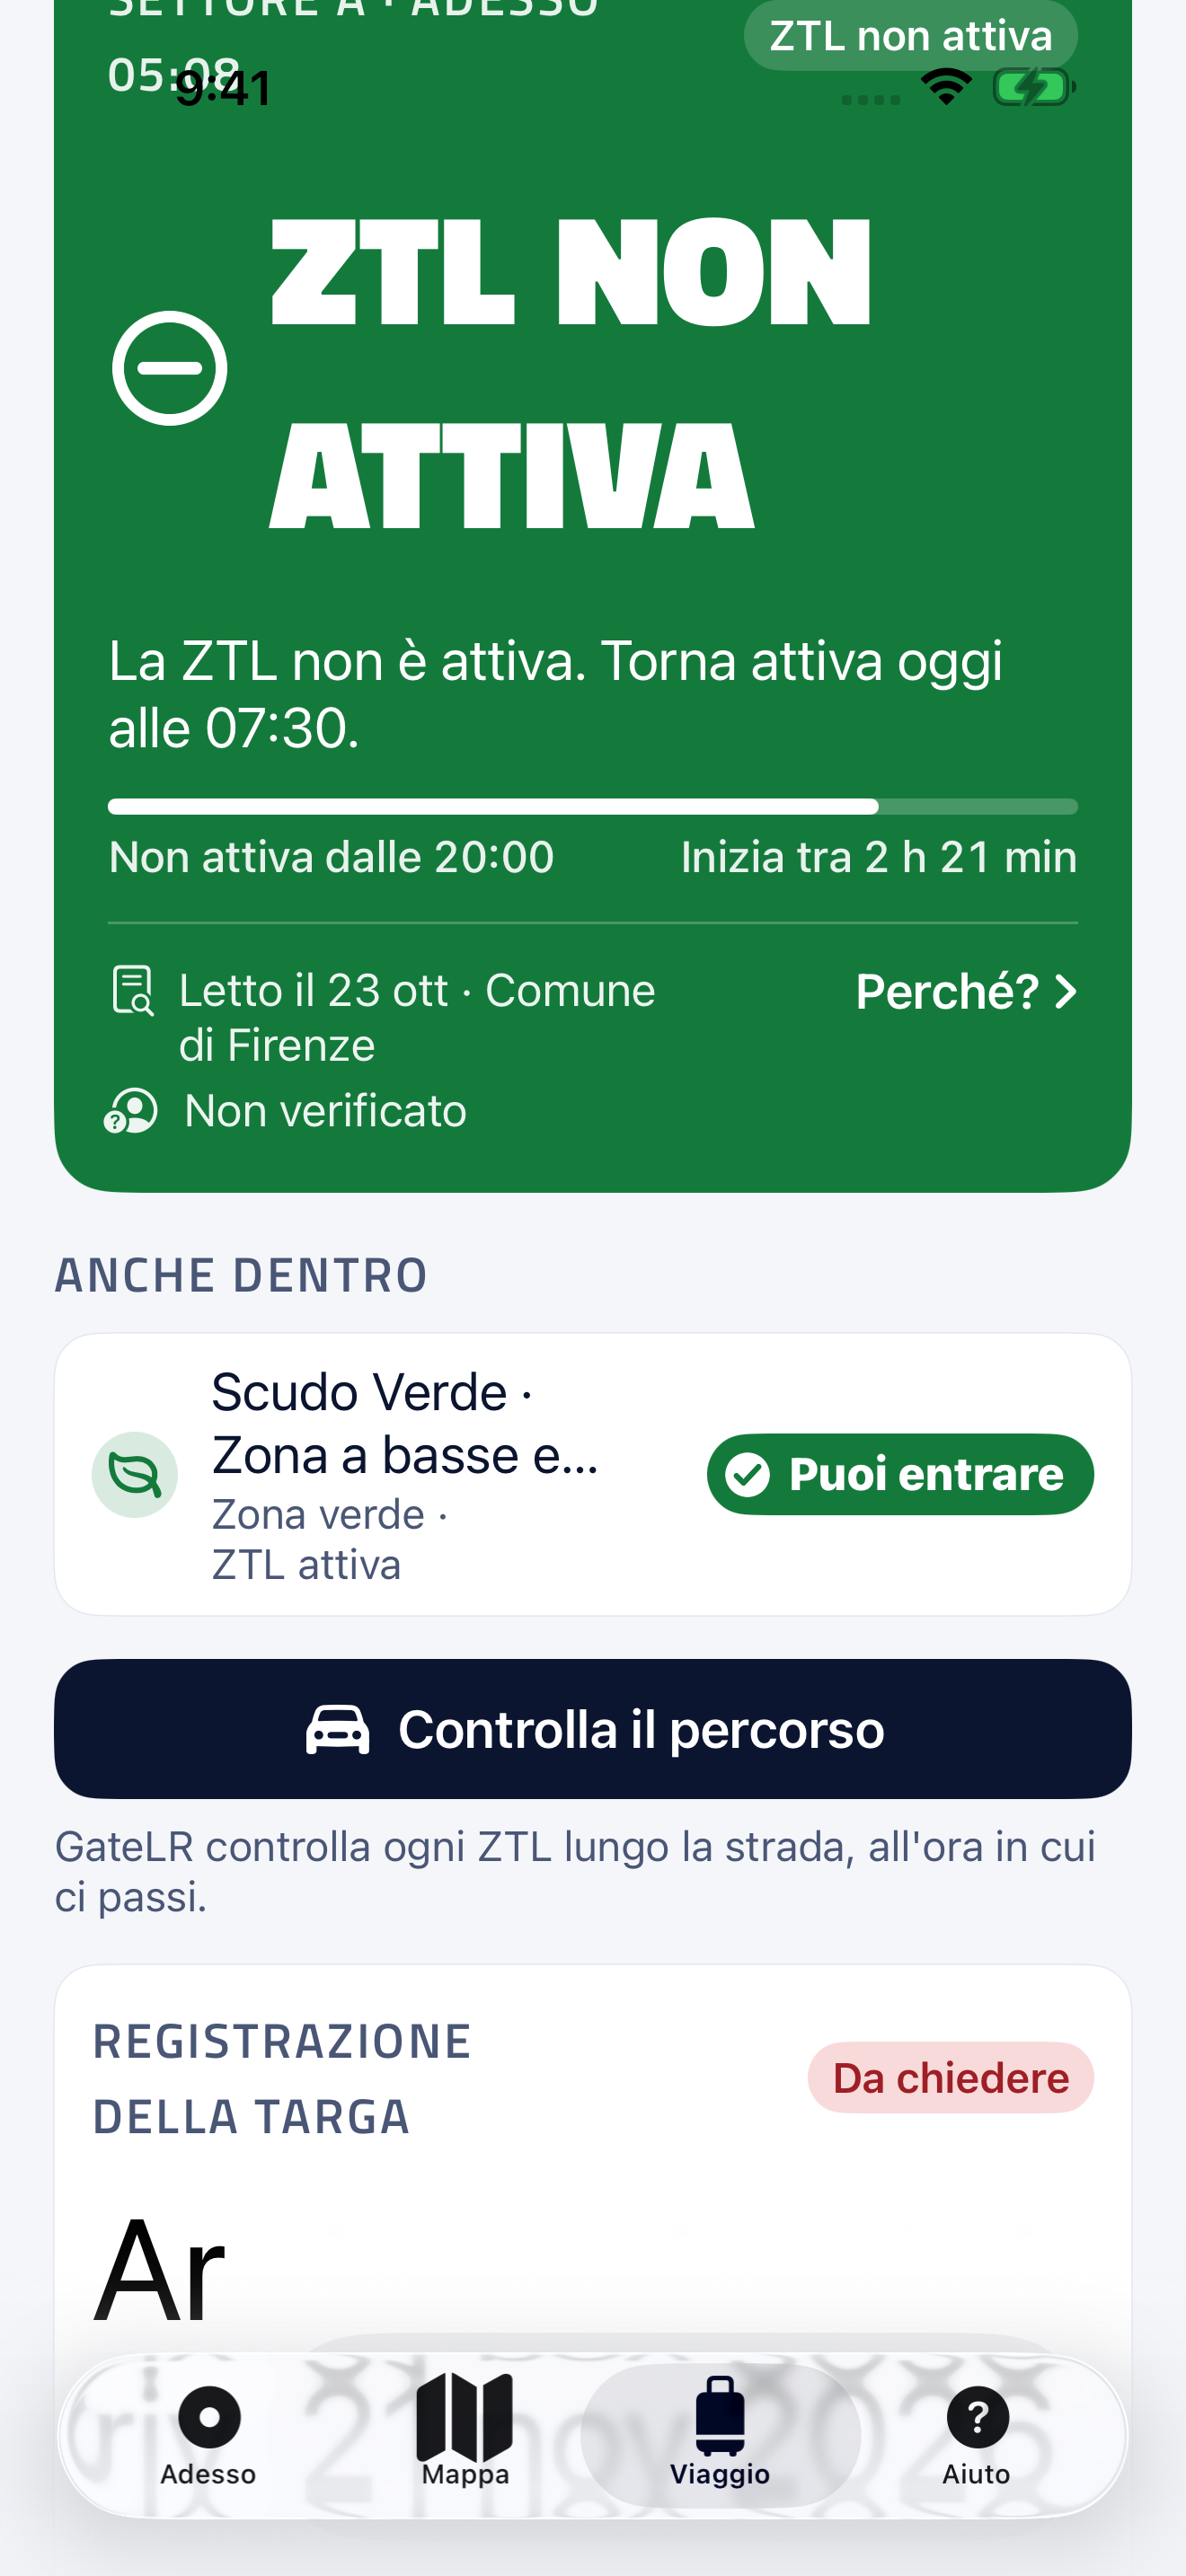 SETTORE A · ADESSO
05:08
ZTL non attiva
9:41
ZTL NON
ATTIVA
La ZTL non è attiva. Torna attiva oggi
alle 07:30.
Non attiva dalle 20:00
Inizia tra 2 h 21 min
Letto il 23 ott · Comune
di Firenze
Perché?
Non verificato
ANCHE DENTRO
Scudo Verde ·
Zona a basse e...
Zona verde ·
ZTL attiva
Puoi entrare
Controlla il percorso
GateLR controlla ogni ZTL lungo la strada, all'ora in cui
ci passi.
REGISTRAZIONE
DELLA TARGA
Da chiedere
Ar
Adesso
Mappa
Viaggio
Aiuto